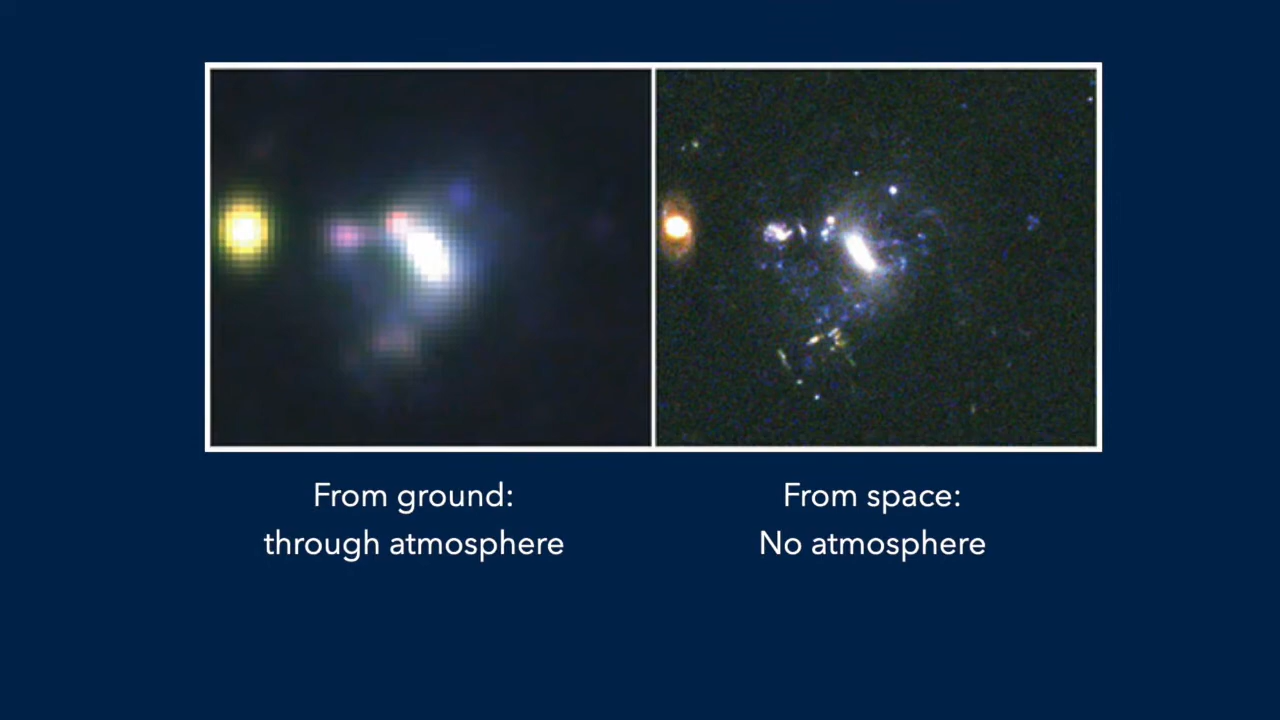 From ground:
through atmosphere
From space:
No atmosphere